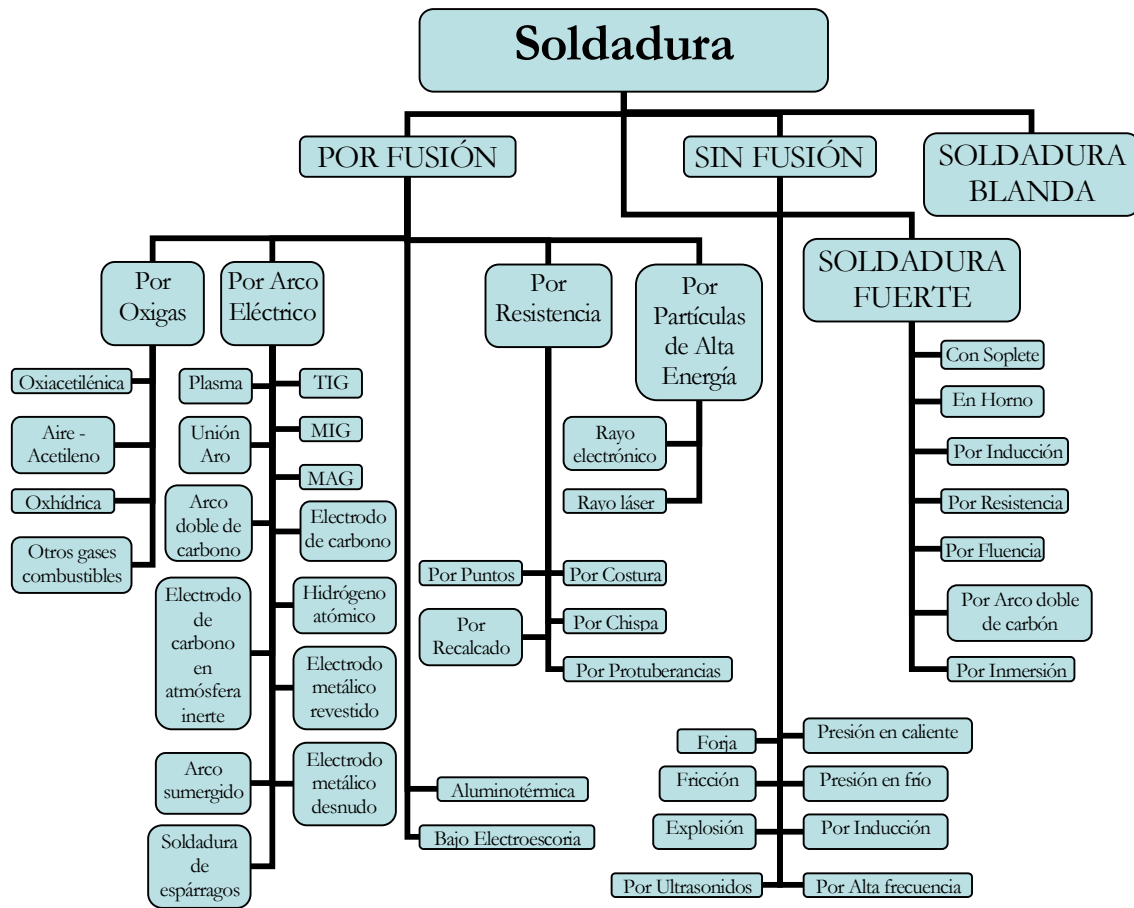 Soldadura
POR FUSIÓN
SIN FUSIÓN
SOLDADURA
BLANDA
SOLDADURA
FUERTE
Por
Oxigas
Por Arco
Eléctrico
Por
Resistencia
Por
Partículas
de Alta
Energía
Oxiacetilénica
Aire -
Acetileno
Oxhídrica
Otros gases
combustibles
Plasma
TIG
Unión
Aro
MIG
MAG
Arco
doble de
carbono
Electrodo
de carbono
Electrodo
de
carbono
en
atmósfera
inerte
Hidrógeno
atómico
Electrodo
metálico
revestido
Arco
sumergido
Electrodo
metálico
desnudo
Soldadura
de
espárragos
Por Puntos
Por Costura
Por
Recalcado
Por Chispa
Por Protuberancias
Rayo
electrónico
Rayo láser
Aluminotérmica
Bajo Electroescoria
Con Soplete
En Horno
Por Inducción
Por Resistencia
Por Fluencia
Por Arco doble
de carbón
Por Inmersión
Forja
Presión en caliente
Fricción
Presión en frío
Explosión
Por Inducción
Por Ultrasonidos
Por Alta frecuencia